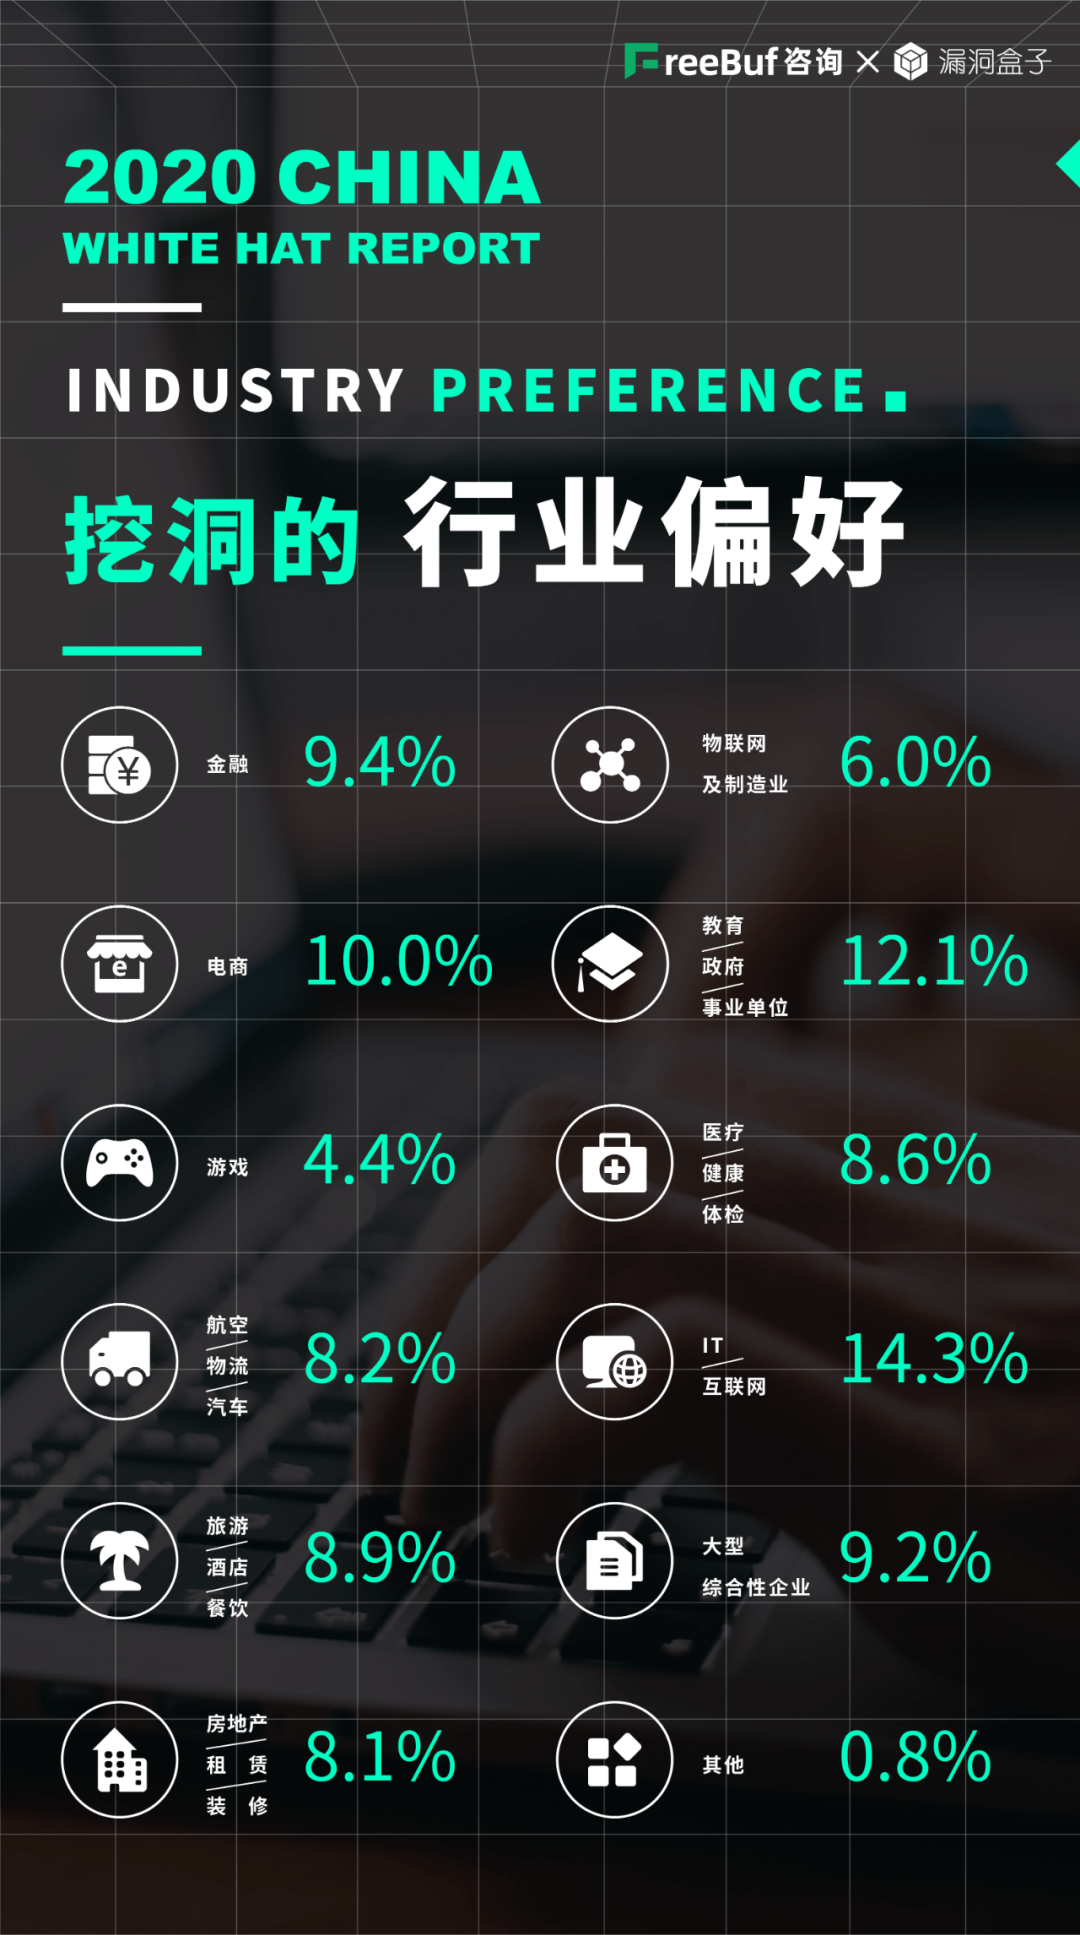 FreeBuf咨询 × 漏洞盒子
2020 CHINA
WHITE HAT REPORT
INDUSTRY PREFERENCE.
挖洞的 行业偏好
¥
金融
9.4%
物联网
及制造业
6.0%
e
电商
10.0%
教育
政府
事业单位
12.1%
游戏
4.4%
医疗
健康
体检
8.6%
航空
物流
汽车
8.2%
IT
互联网
14.3%
旅游
酒店
餐饮
8.9%
大型
综合性企业
9.2%
房地产
租 赁
装 修
8.1%
其他
0.8%